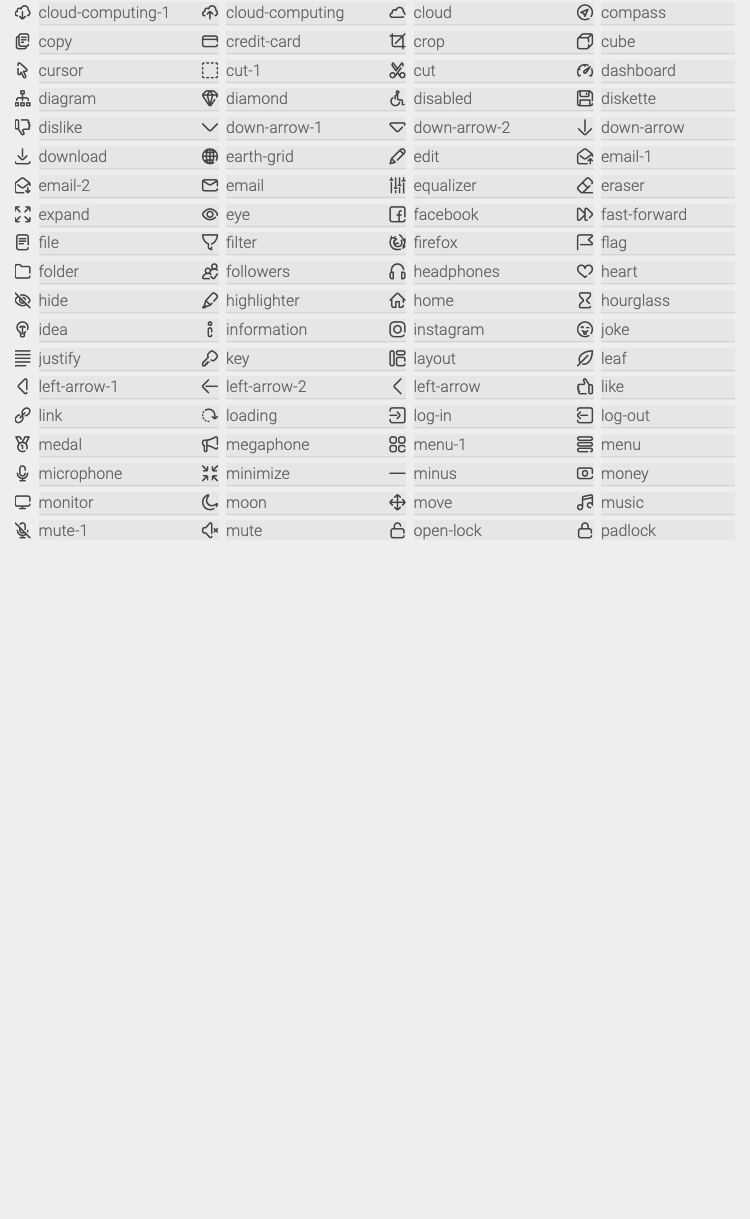 cloud-computing-1 cloud-computing cloud compass
copy credit-card crop cube
cursor cut-1 cut dashboard
diagram diamond disabled diskette
dislike down-arrow-1 down-arrow-2 down-arrow
download earth-grid edit email-1
email-2 email equalizer eraser
expand eye facebook fast-forward
file filter firefox flag
folder followers headphones heart
hide highlighter home hourglass
idea information instagram joke
justify key layout leaf
left-arrow-1 left-arrow-2 left-arrow like
link loading log-in log-out
medal megaphone menu-1 menu
microphone minimize minus money
monitor moon move music
mute-1 mute open-lock padlock